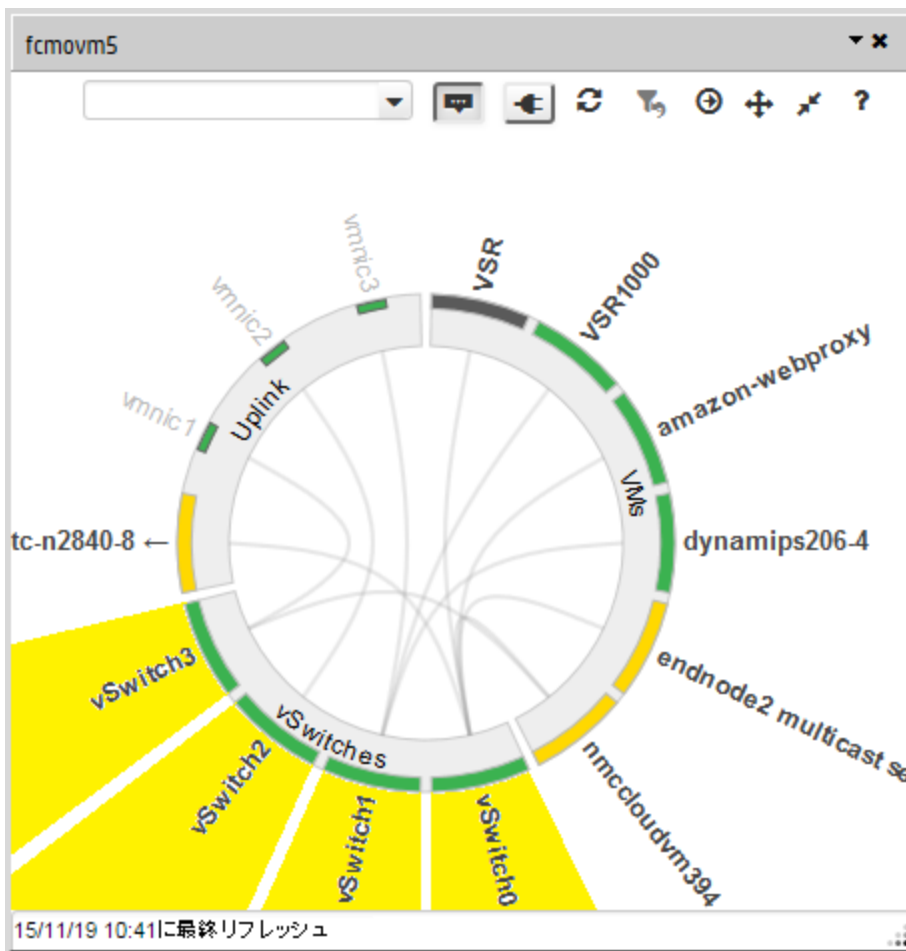 fcmovm5
?
VSR
VSR1000
amazon-webproxy
dynamips206-4
endnode2 multicast se
nmccloudvm394
VMs
vmnic3
vmnic2
vmnic1
Uplink
tc-n2840-8 ←
vSwitches
vSwitch3
vSwitch2
vSwitch1
vSwitch0
15/11/19 10:41に最終リフレッシュ